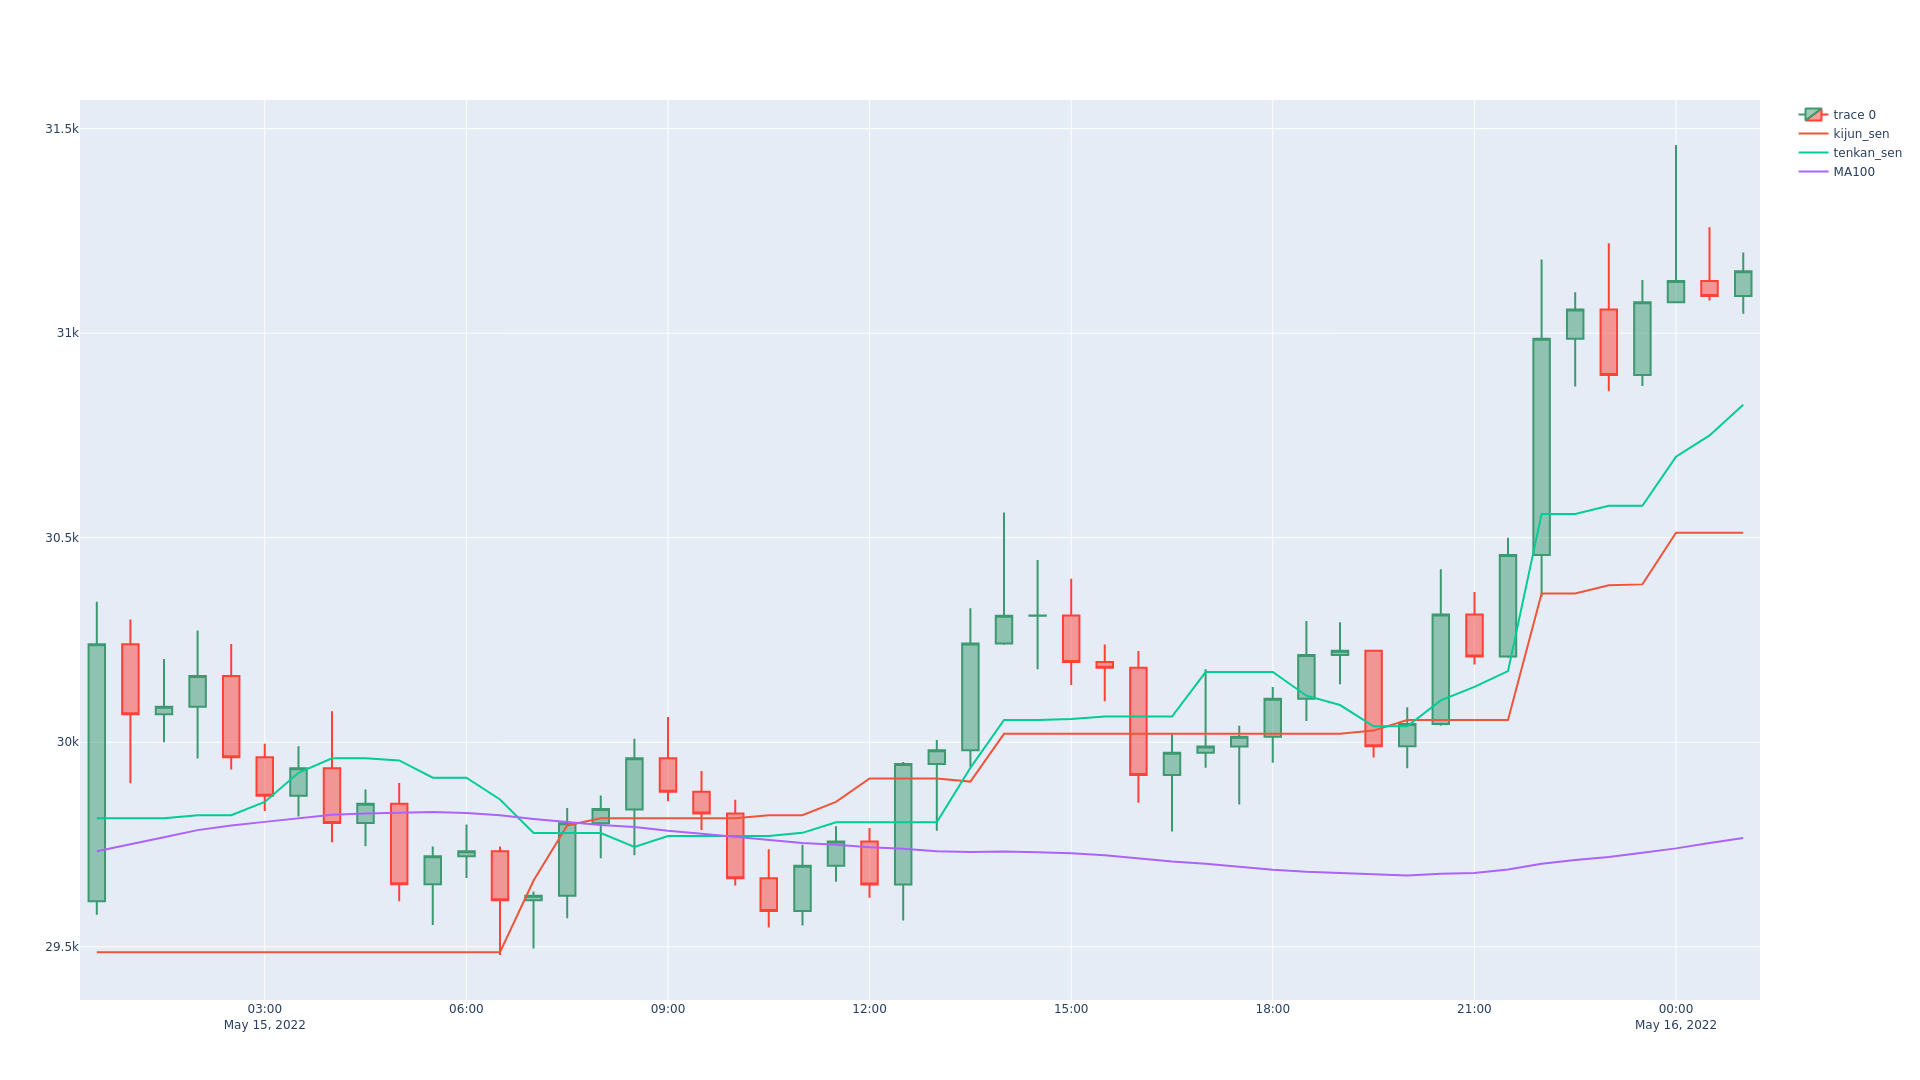 31.5k
31k
30.5k
30k
29.5k
03:00
May 15, 2022
06:00
09:00
12:00
15:00
18:00
21:00
00:00
May 16, 2022
trace 0
kijun_sen
tenkan_sen
MA100